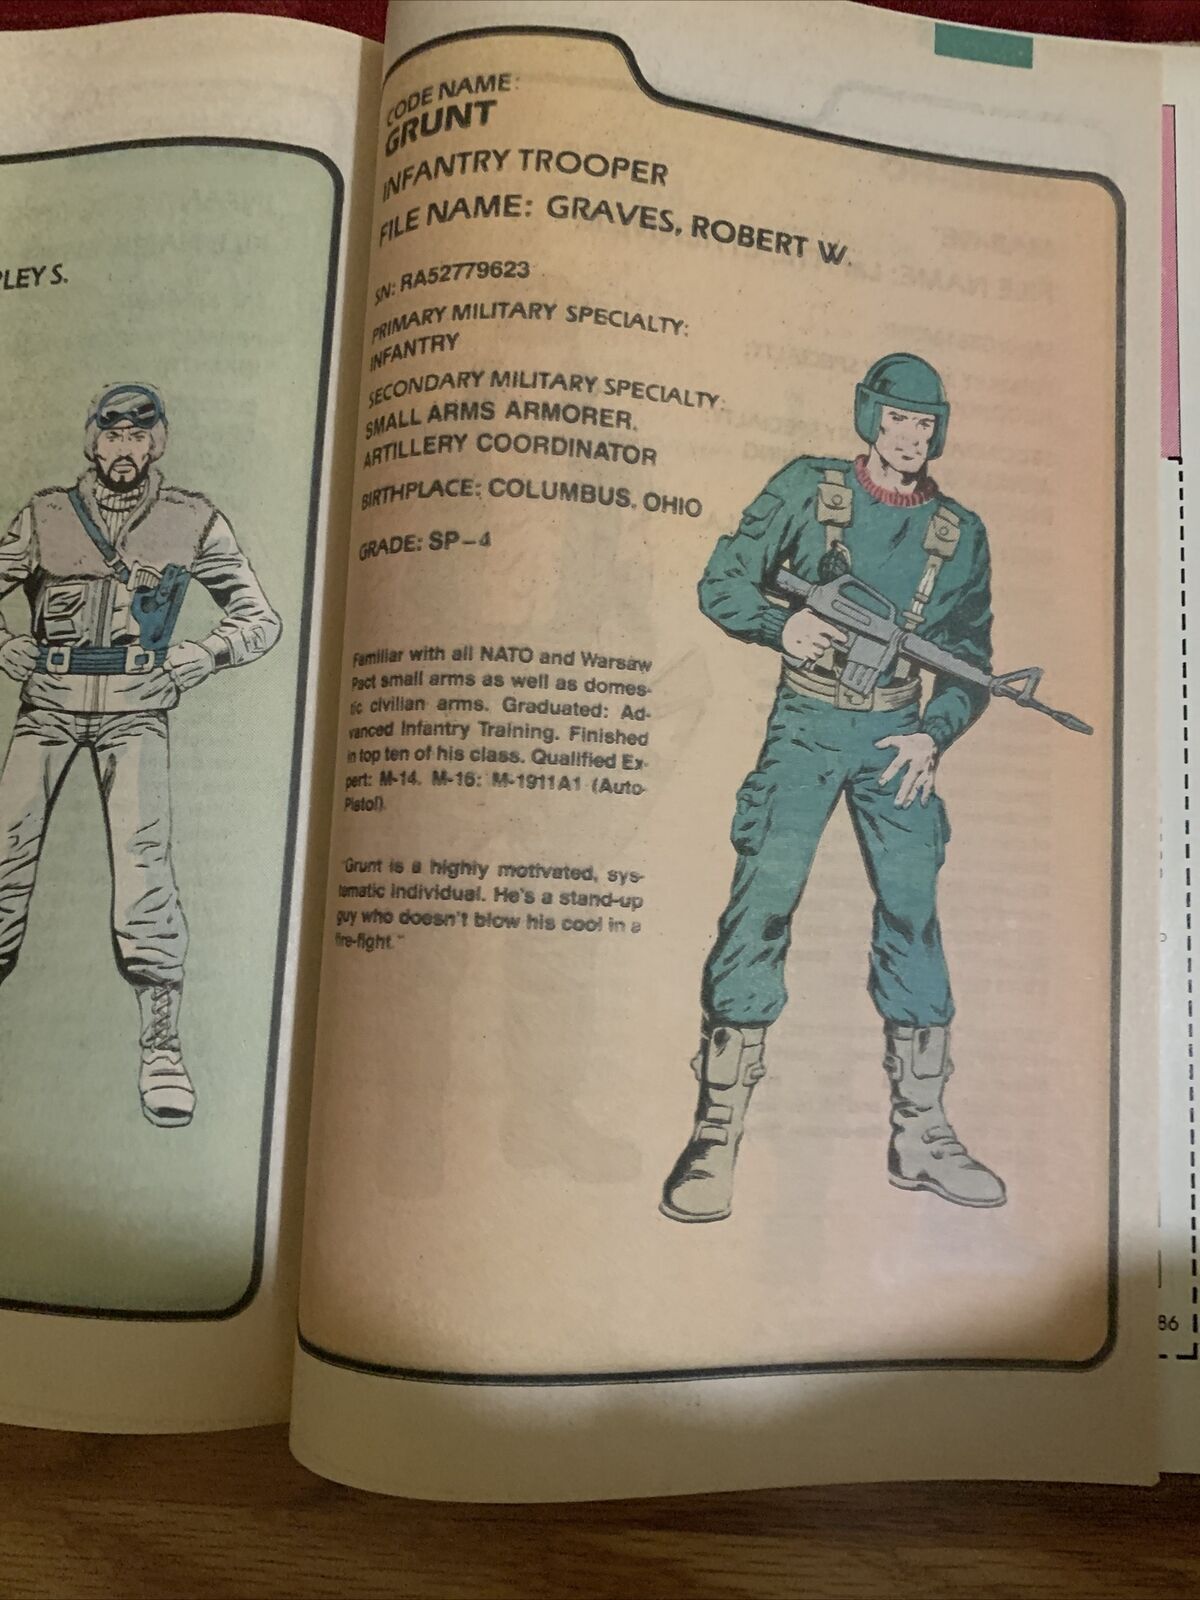 PLEY S.
CODE NAME:
GRUNT
INFANTRY TROOPER
FILE NAME: GRAVES, ROBERT W.
SN: RA52779623
PRIMARY MILITARY SPECIALTY:
INFANTRY
SECONDARY MILITARY SPECIALTY:
SMALL ARMS ARMORER,
ARTILLERY COORDINATOR
BIRTHPLACE: COLUMBUS, OHIO
GRADE: SP-4
Familiar with all NATO and Warsaw
Pact small arms as well as domes-
tic civilian arms. Graduated: Ad-
vanced Infantry Training. Finished
in top ten of his class. Qualified Ex-
pert: M-14. M-16: M-1911A1 (Auto-
Pistol).
"Grunt is a highly motivated, sys-
tematic individual. He's a stand-up
guy who doesn't blow his cool in a
fire-fight."
86